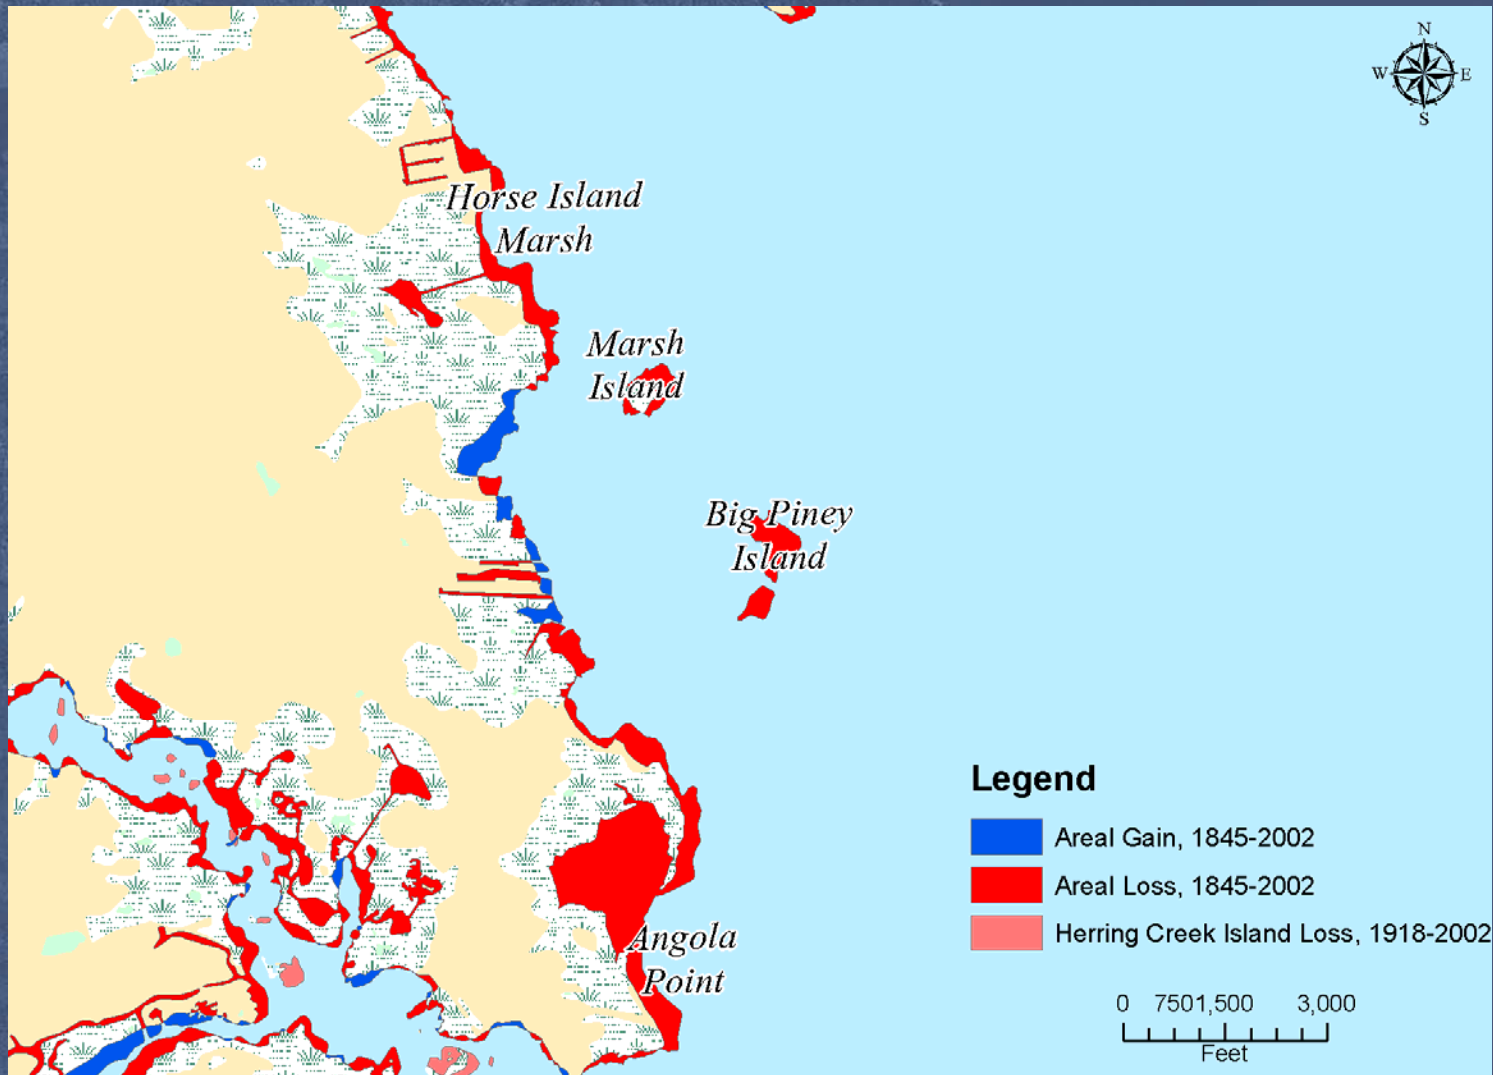 N
W E
S
Horse Island
Marsh
Marsh
Island
Big Piney
Island
Angola
Point
Legend
Areal Gain, 1845-2002
Areal Loss, 1845-2002
Herring Creek Island Loss, 1918-2002
0 7501,500 3,000
Feet